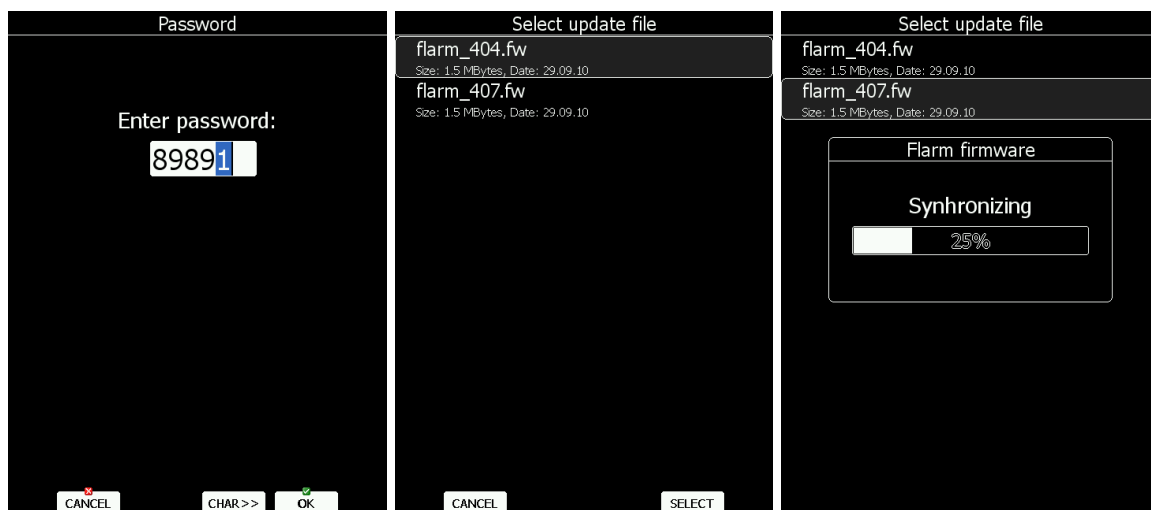 Password
Enter password:
89891
CANCEL
CHAR>>
OK
Select update file
flarm_404.fw
Size: 1.5 MBytes, Date: 29.09.10
flarm_407.fw
Size: 1.5 MBytes, Date: 29.09.10
CANCEL
SELECT
Select update file
flarm_404.fw
Size: 1.5 MBytes, Date: 29.09.10
flarm_407.fw
Size: 1.5 MBytes, Date: 29.09.10
Flarm firmware
Synhronizing
25%